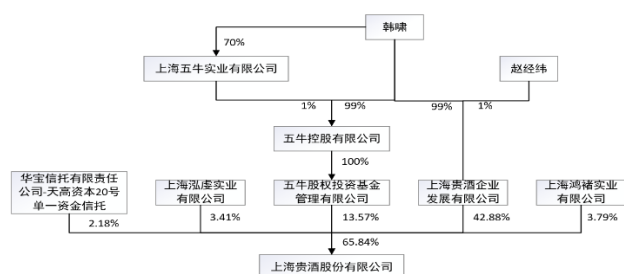 韩啸
70%
上海五牛实业有限公司
赵经纬
1%
99%
99%
1%
五牛控股有限公司
100%
华宝信托有限责任
公司-天高资本20号
单一资金信托
上海泓虔实业
有限公司
五牛股权投资基金
管理有限公司
上海贵酒企业
发展有限公司
上海鸿褚实业有
限公司
2.18%
3.41%
13.57%
42.88%
3.79%
65.84%
上海贵酒股份有限公司